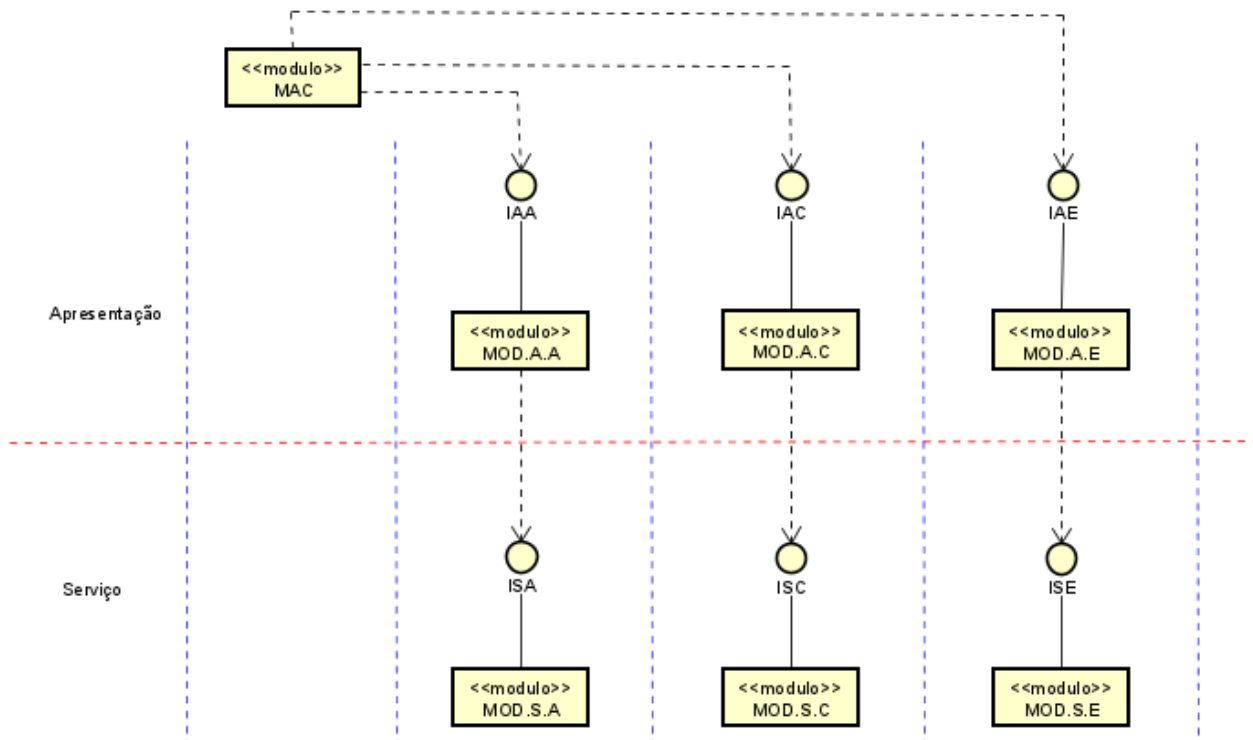 <<modulo>>
MAC
IAA
IAC
IAE
Apresentação
<<modulo>>
MOD.A.A
<<modulo>>
MOD.A.C
<<modulo>>
MOD.A.E
Serviço
ISA
ISC
ISE
<<modulo>>
MOD.S.A
<<modulo>>
MOD.S.C
<<modulo>>
MOD.S.E